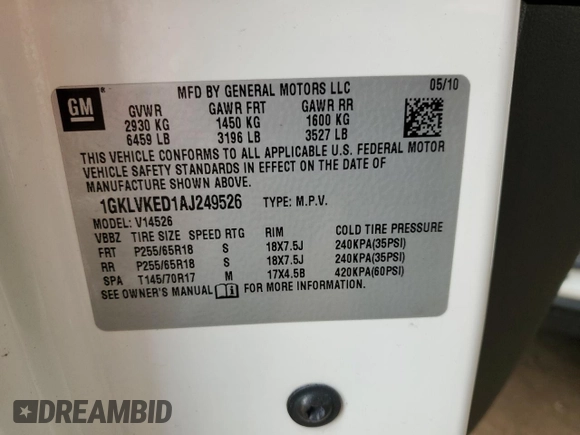 GM ®
MFD BY GENERAL MOTORS LLC 05/10
GVWR GAWR FRT GAWR RR
2930 KG 1450 KG 1600 KG
6459 LB 3196 LB 3527 LB
THIS VEHICLE CONFORMS TO ALL APPLICABLE U.S. FEDERAL MOTOR
VEHICLE SAFETY STANDARDS IN EFFECT ON THE DATE OF
MANUFACTURE SHOWN ABOVE.
1GKLVKED1AJ249526 TYPE: M.P.V.
MODEL: V14526
VBBZ TIRE SIZE SPEED RTG RIM COLD TIRE PRESSURE
FRT P255/65R18 S 18X7.5J 240KPA(35PSI)
RR P255/65R18 S 18X7.5J 240KPA(35PSI)
SPA T145/70R17 M 17X4.5B 420KPA(60PSI)
SEE OWNER'S MANUAL FOR MORE INFORMATION.
DREAMBID